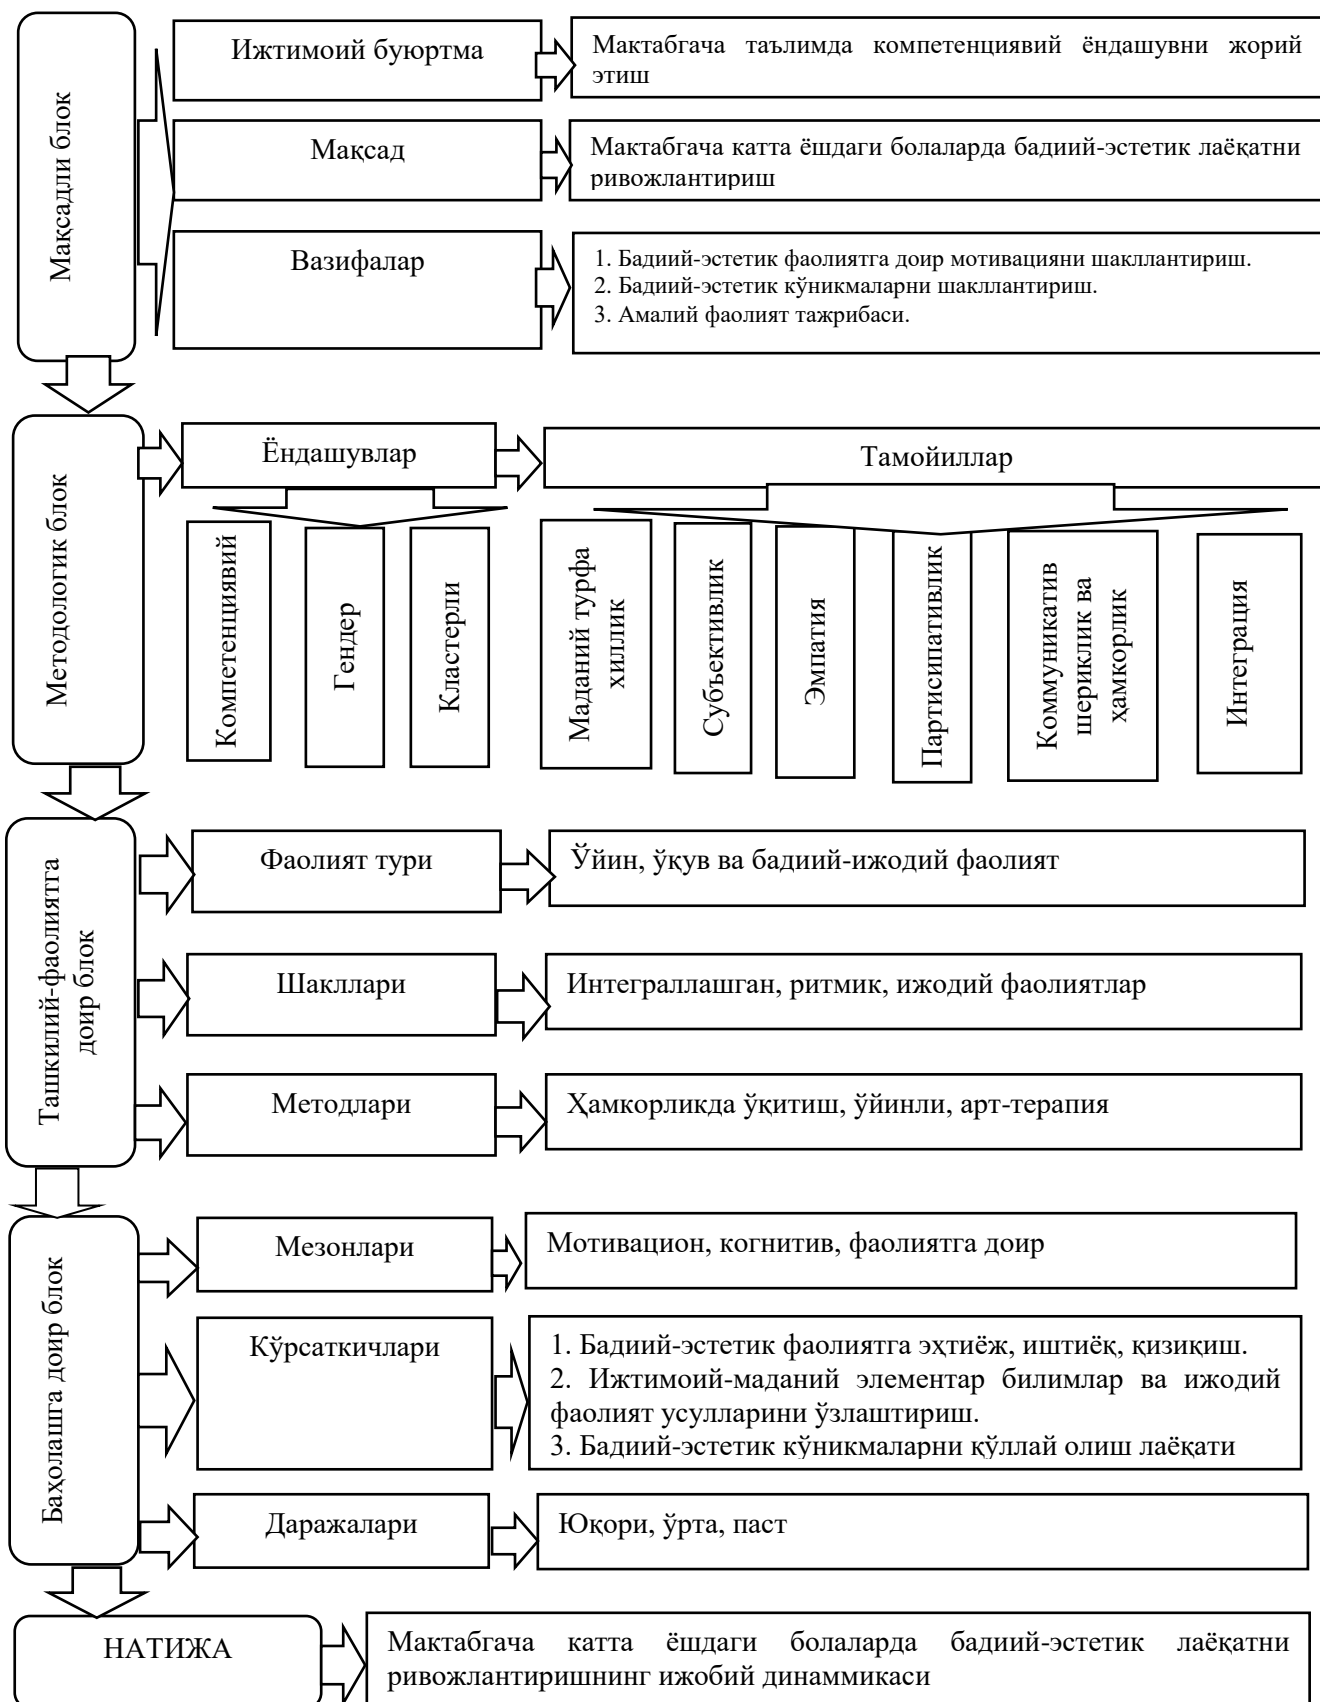 Мақсадли блок
Ижтимоий буюртма
Мактабгача таълимда компетенциявий ёндашувни жорий
этиш
Мақсад
Мактабгача катта ёшдаги болаларда бадиий-эстетик лаёқатни
ривожлантириш
Вазифалар
1. Бадиий-эстетик фаолиятга доир мотивацияни шакллантириш.
2. Бадиий-эстетик кўникмаларни шакллантириш.
3. Амалий фаолият тажрибаси.
Методологик блок
Ёндашувлар
Тамойиллар
Компетенциявий
Гендер
Кластерли
Маданий турфа
хиллик
Субъективлик
Эмпатия
Партисипативлик
Коммуникатив
шериклик ва
ҳамкорлик
Интеграция
Ташкилий-фаолиятга
доир блок
Фаолият тури
Ўйин, ўқув ва бадиий-ижодий фаолият
Шакллари
Интеграллашган, ритмик, ижодий фаолиятлар
Методлари
Ҳамкорликда ўқитиш, ўйинли, арт-терапия
Баҳолашга доир блок
Мезонлари
Мотивацион, когнитив, фаолиятга доир
Кўрсаткичлари
1. Бадиий-эстетик фаолиятга эҳтиёж, иштиёқ, қизиқиш.
2. Ижтимоий-маданий элементар билимлар ва ижодий
фаолият усулларини ўзлаштириш.
3. Бадиий-эстетик кўникмаларни қўллай олиш лаёқати
Даражалари
Юқори, ўрта, паст
НАТИЖА
Мактабгача катта ёшдаги болаларда бадиий-эстетик лаёқатни
ривожлантиришнинг ижобий динаммикаси